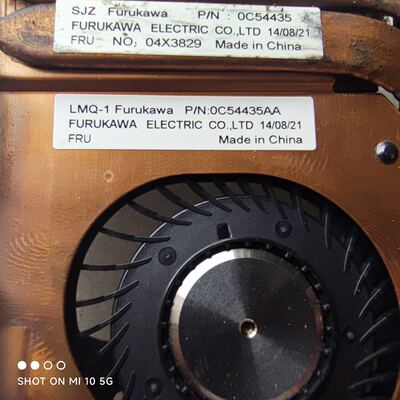 SJZ Furukawa P/N : 0C54435
FURUKAWA ELECTRIC CO.,LTD 14/08/21
FRU NO: 04X3829 Made in China
LMQ-1 Furukawa P/N:0C54435AA
FURUKAWA ELECTRIC CO.,LTD 14/08/21
FRU Made in China
SHOT ON MI 10 5G